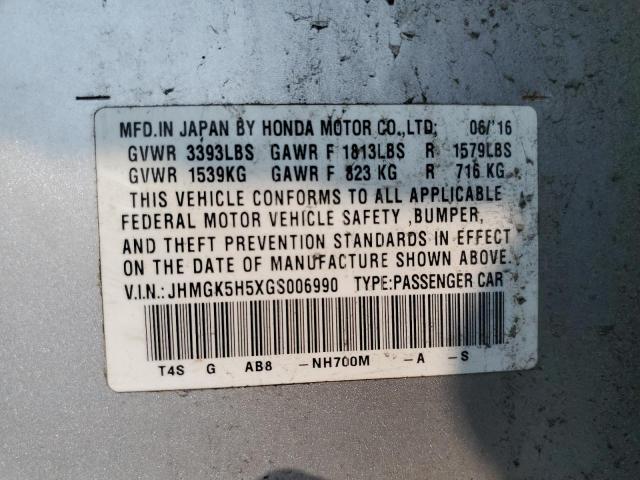 MFD.IN JAPAN BY HONDA MOTOR CO.,LTD; 06/'16
GVWR 3393LBS GAWR F 1813LBS R 1579LBS
GVWR 1539KG GAWR F 823 KG R 716 KG
THIS VEHICLE CONFORMS TO ALL APPLICABLE
FEDERAL MOTOR VEHICLE SAFETY ,BUMPER,
AND THEFT PREVENTION STANDARDS IN EFFECT
ON THE DATE OF MANUFACTURE SHOWN ABOVE.
V.I.N.:JHMGK5H5XGS006990 TYPE:PASSENGER CAR
T4S G AB8 -NH700M -A -S